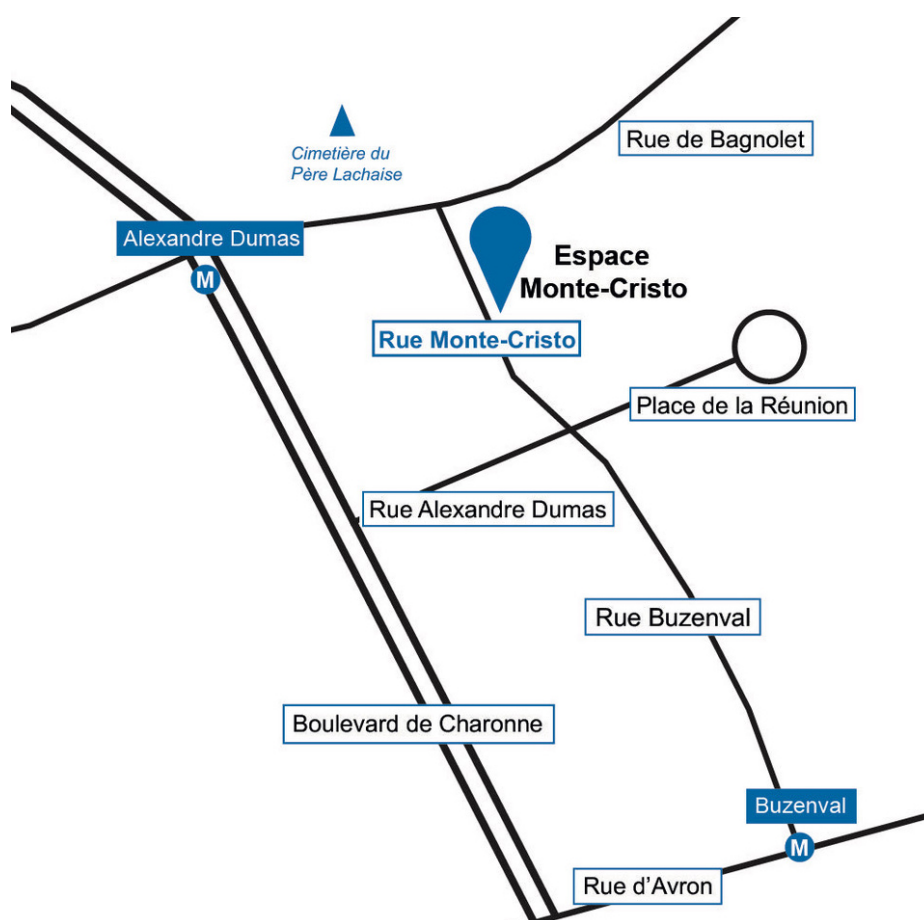 Rue de Bagnolet
Cimetière du
Père Lachaise
Alexandre Dumas
M
Espace
Monte-Cristo
Rue Monte-Cristo
Place de la Réunion
Rue Alexandre Dumas
Rue Buzenval
Boulevard de Charonne
Buzenval
M
Rue d'Avron